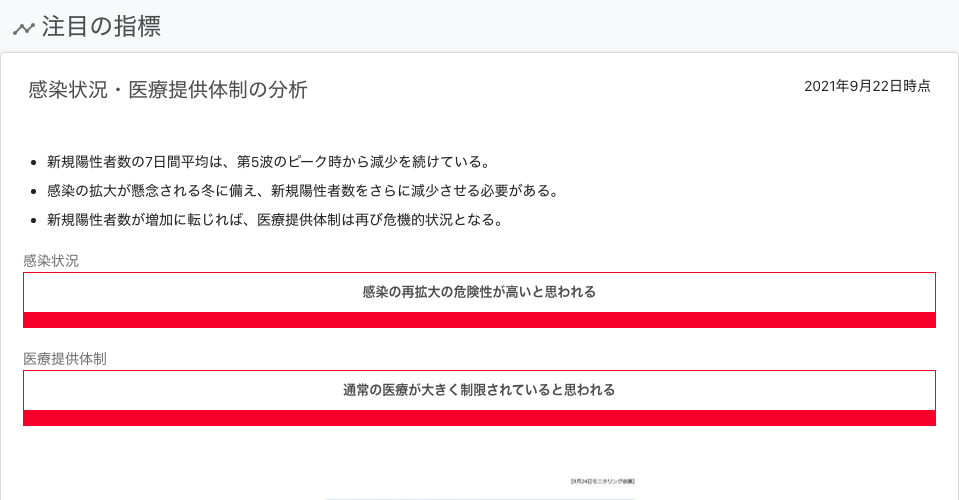 注目の指標
感染状況・医療提供体制の分析
2021年9月22日時点
新規陽性者数の7日間平均は、第5波のピーク時から減少を続けている。
感染の拡大が懸念される冬に備え、新規陽性者数をさらに減少させる必要がある。
新規陽性者数が増加に転じれば、医療提供体制は再び危機的状況となる。
感染状況
感染の再拡大の危険性が高いと思われる
医療提供体制
通常の医療が大きく制限されていると思われる
【9月24日モニタリング会議】